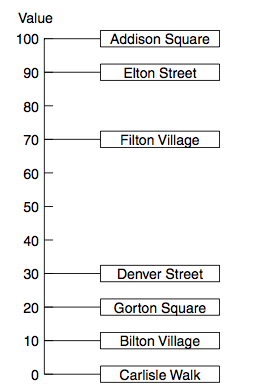 Value
100 Addison Square
90 Elton Street
80
70 Filton Village
60
50
40
30 Denver Street
20 Gorton Square
10 Bilton Village
0 Carlisle Walk